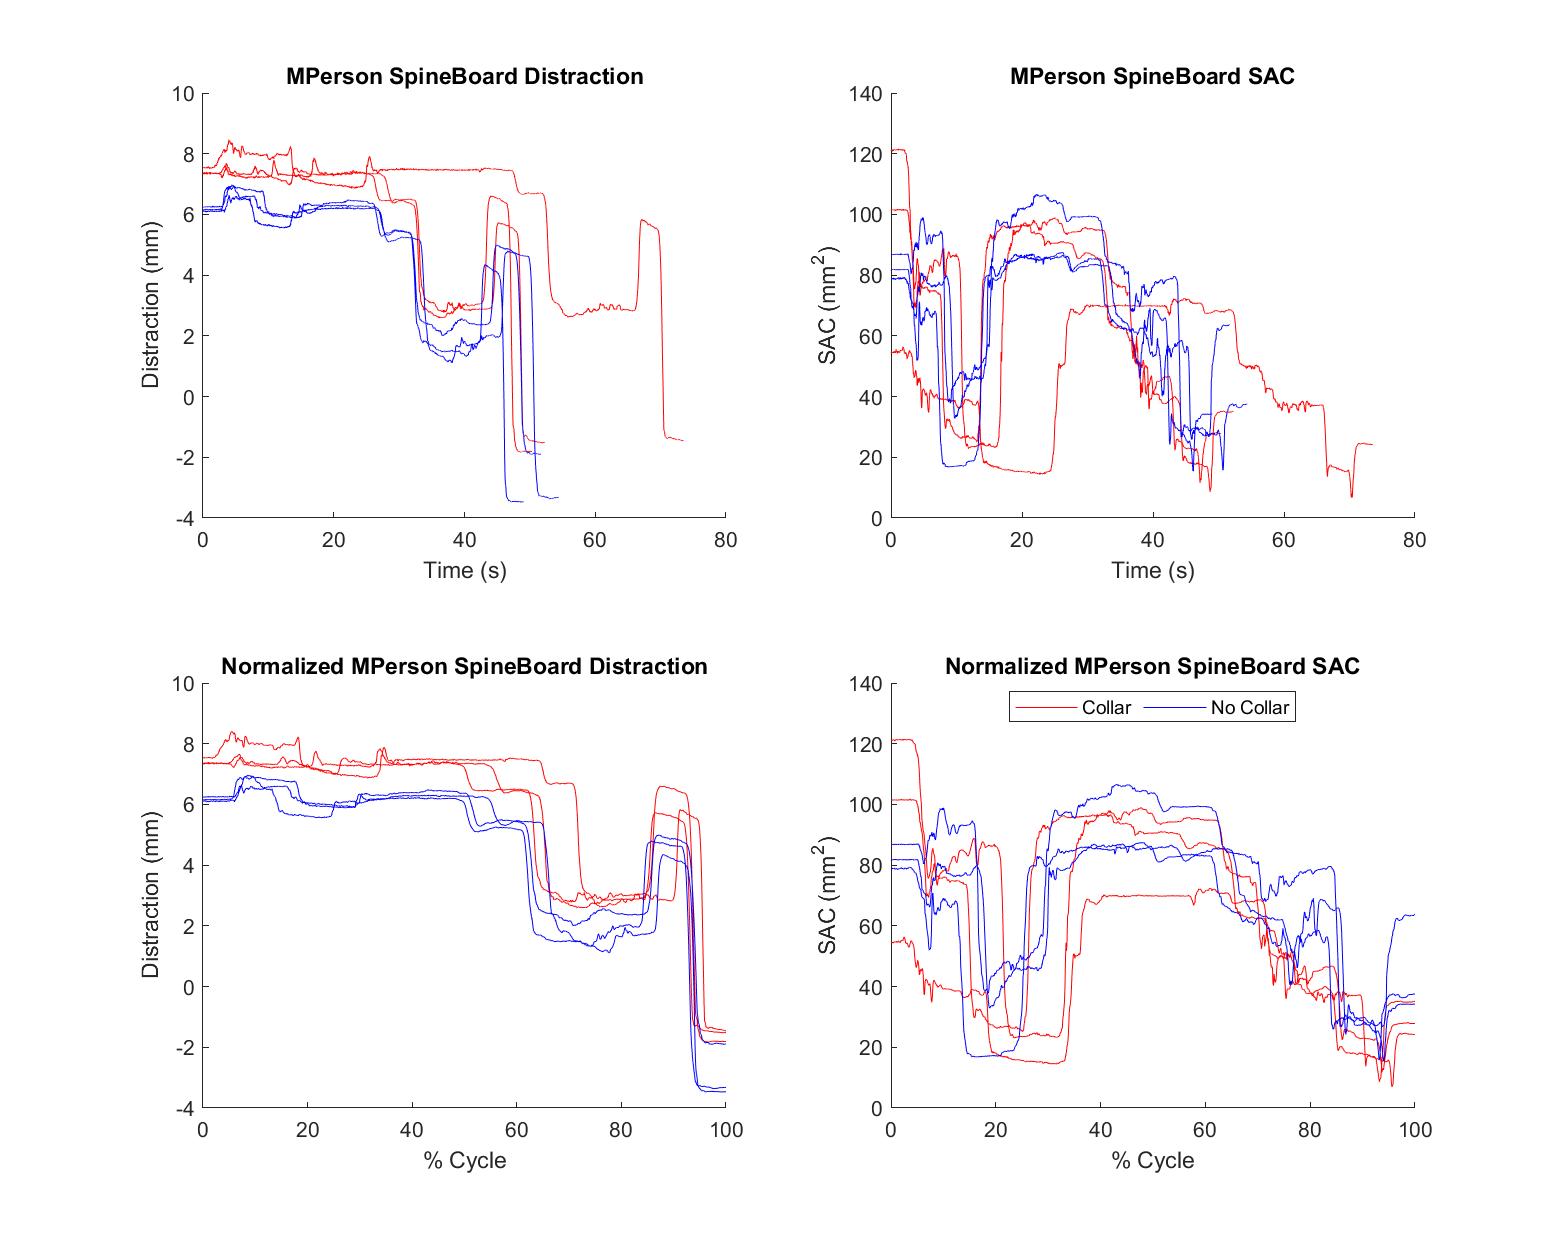 MPerson SpineBoard Distraction
10
8
6
4
2
0
-2
-4
Distraction (mm)
0 20 40 60 80
Time (s)
MPerson SpineBoard SAC
140
120
100
80
60
40
20
0
SAC (mm²)
0 20 40 60 80
Time (s)
Normalized MPerson SpineBoard Distraction
10
8
6
4
2
0
-2
-4
Distraction (mm)
0 20 40 60 80 100
% Cycle
Normalized MPerson SpineBoard SAC
Collar No Collar
140
120
100
80
60
40
20
0
SAC (mm²)
0 20 40 60 80 100
% Cycle